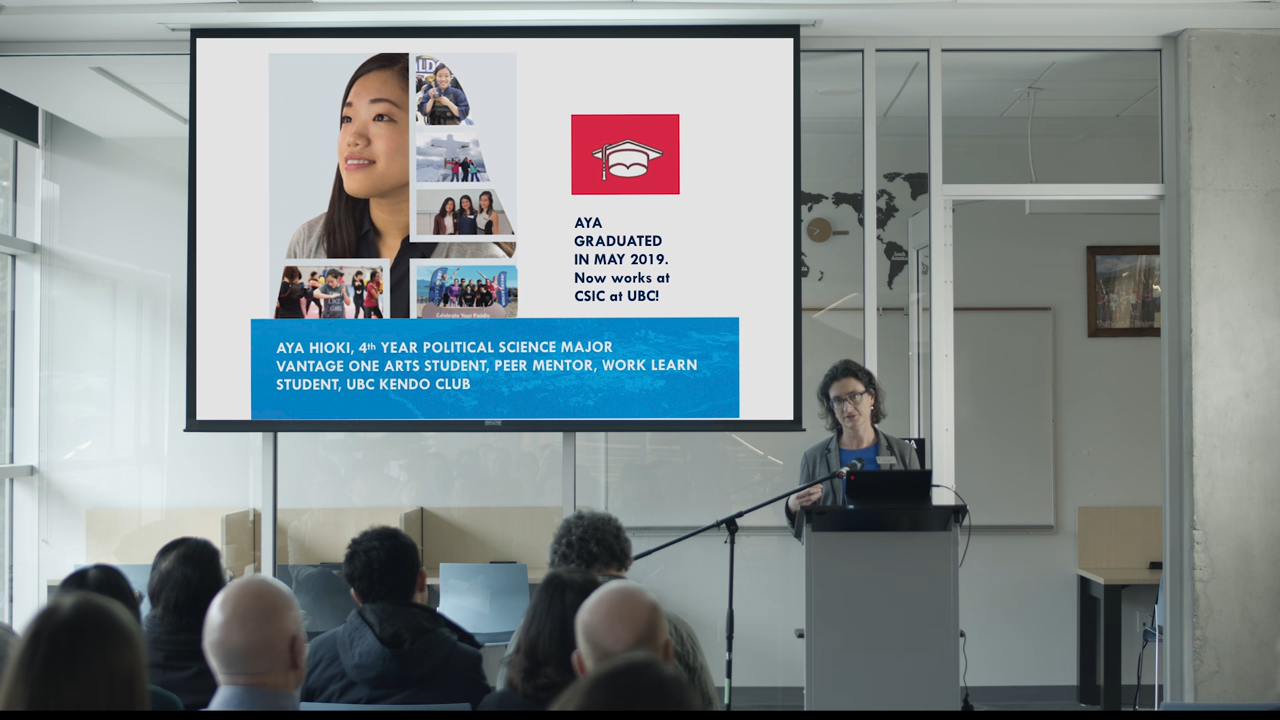 AYA
GRADUATED
IN MAY 2019.
Now works at
CSIC at UBC!
AYA HIOKI, 4th YEAR POLITICAL SCIENCE MAJOR
VANTAGE ONE ARTS STUDENT, PEER MENTOR, WORK LEARN
STUDENT, UBC KENDO CLUB